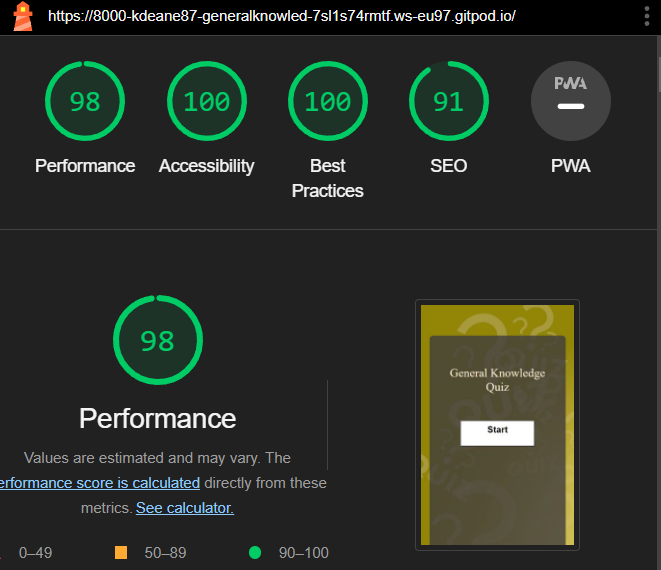 https://8000-kdeane87-generalknowled-7sl1s74rmtf.ws-eu97.gitpod.io/
98
100
100
91
PWA
Performance
Accessibility
Best
Practices
SEO
PWA
98
Performance
Values are estimated and may vary. The
erformance score is calculated directly from these
metrics. See calculator.
0–49
50–89
90–100
General Knowledge
Quiz
Start